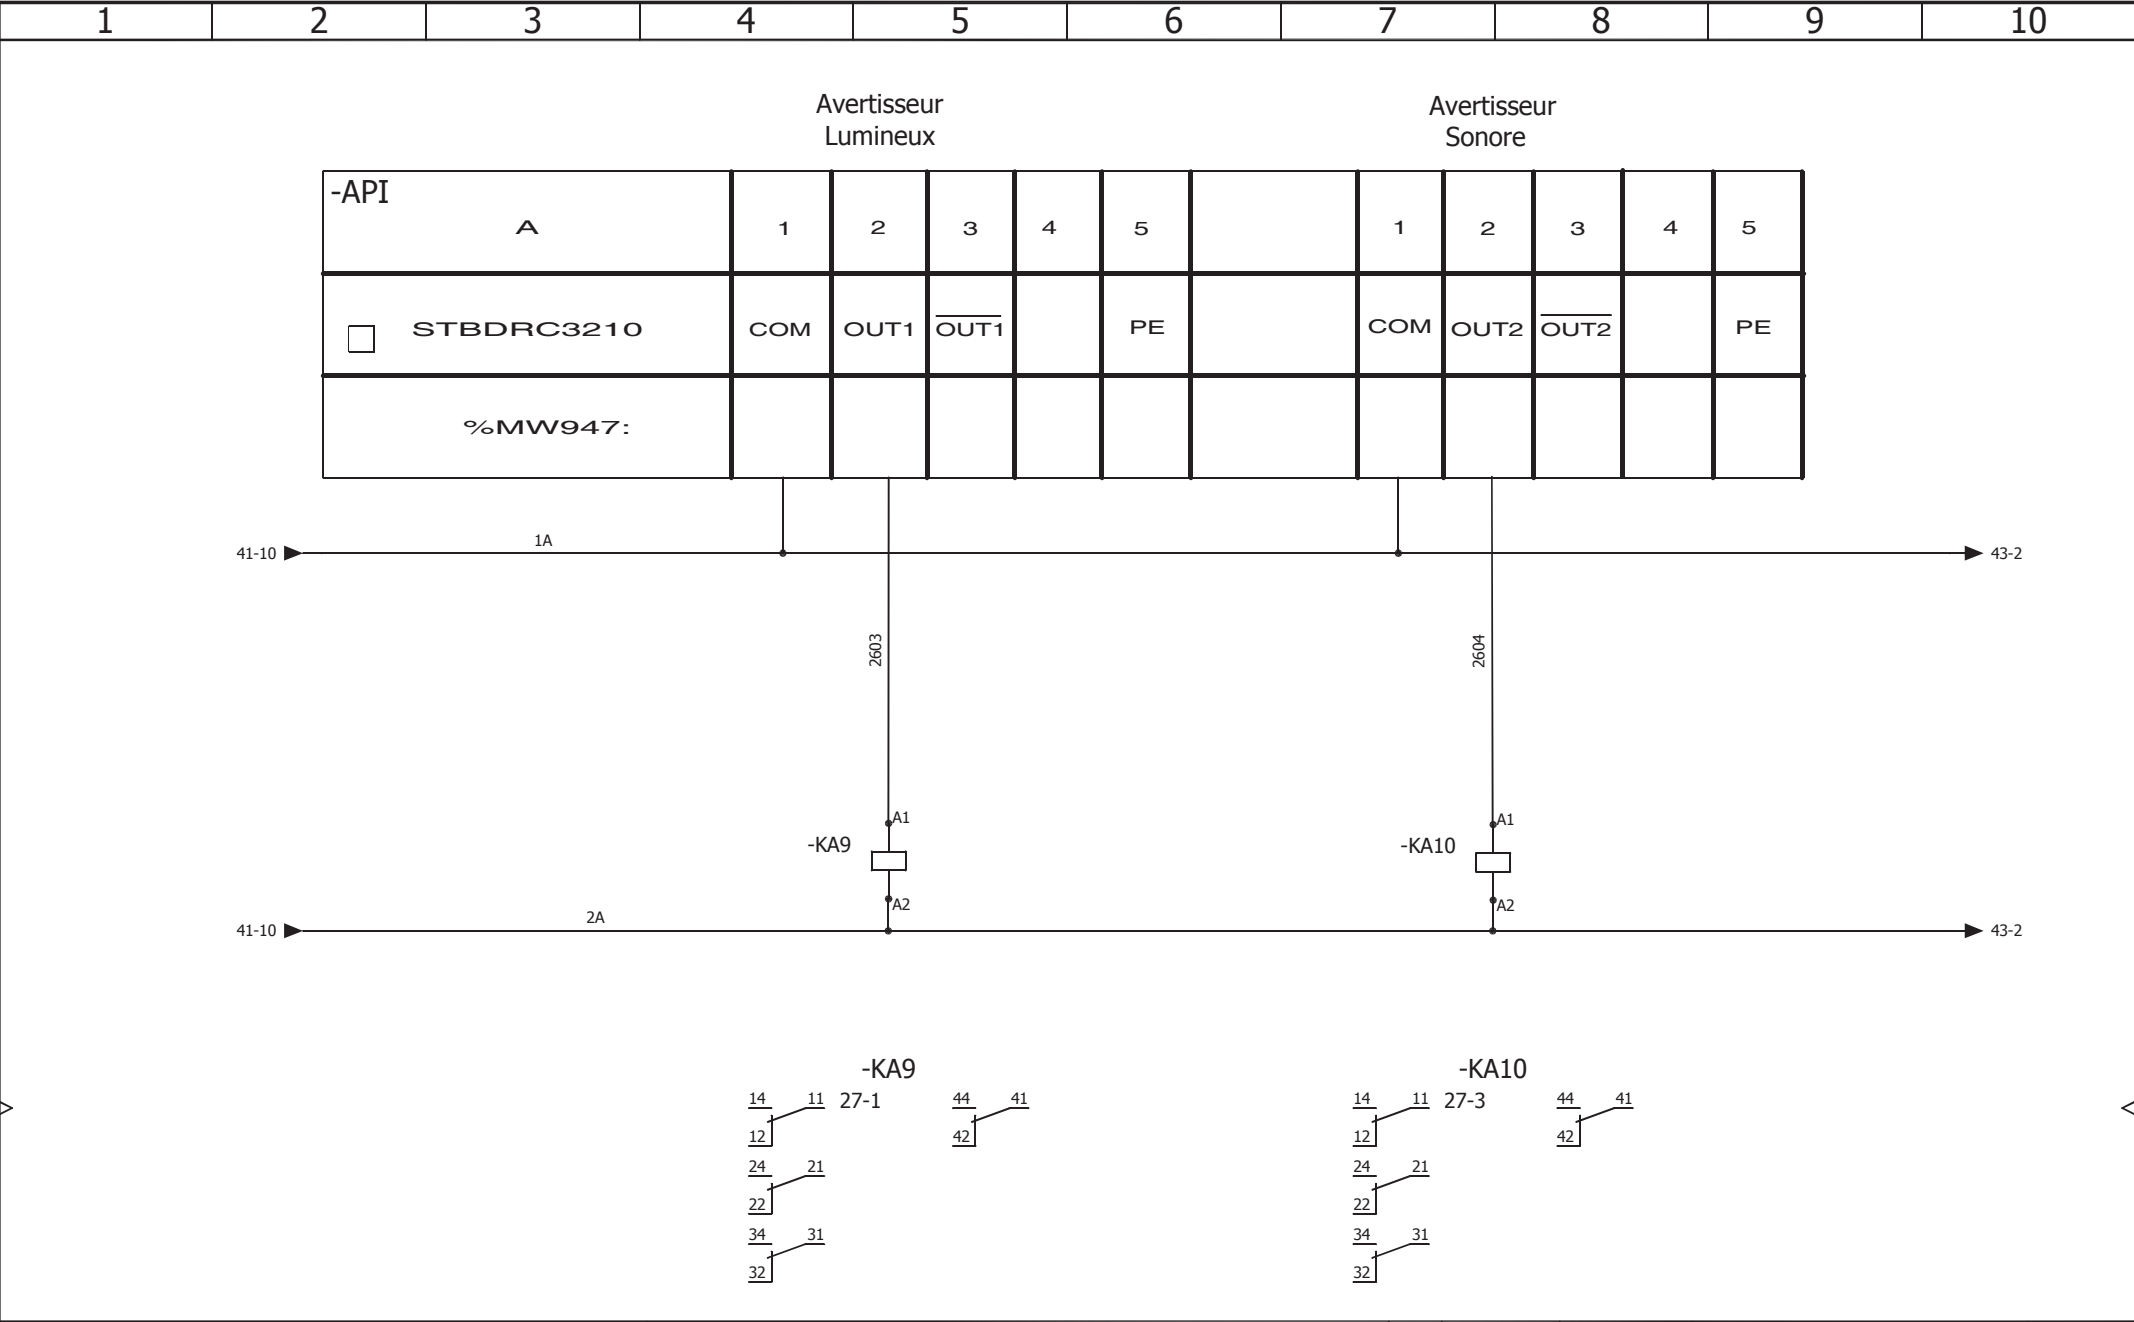 1 2 3 4 5 6 7 8 9 10
Avertisseur
Lumineux
Avertisseur
Sonore
-API
A 1 2 3 4 5 1 2 3 4 5
STBDRC3210 COM OUT1 OUT1 PE COM OUT2 OUT2 PE
%MW947:
1A
41-10 43-2
2603 2604
A1 A1
-KA9 -KA10
A2 A2
2A
41-10 43-2
-KA9 -KA10
14 11 27-1 44 41 14 11 27-3 44 41
12 42 12 42
24 21 24 21
22 22
34 31 34 31
32 32